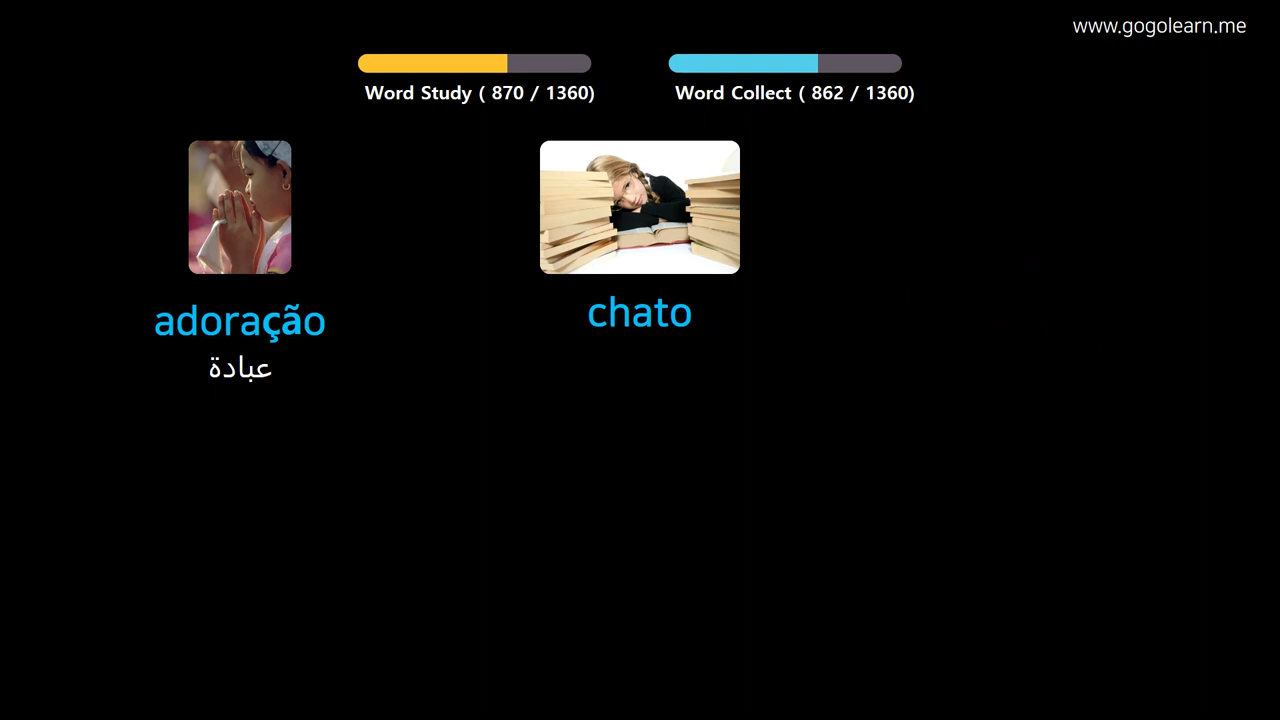 www.gogolearn.me
Word Study ( 870 / 1360)
Word Collect ( 862 / 1360)
adoração
عبادة
chato